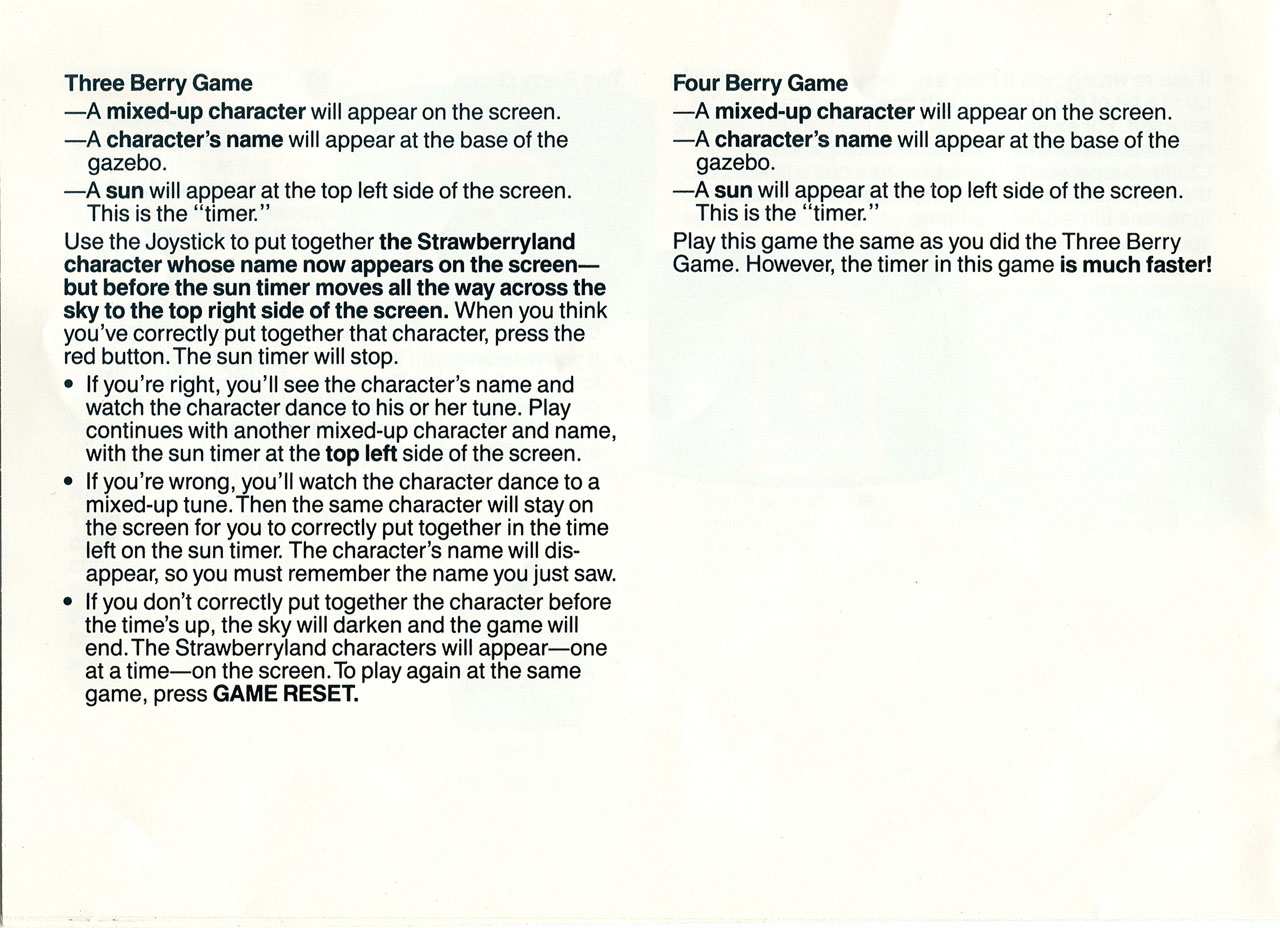 Three Berry Game
—A mixed-up character will appear on the screen.
—A character's name will appear at the base of the
gazebo.
—A sun will appear at the top left side of the screen.
This is the "timer."
Use the Joystick to put together the Strawberryland
character whose name now appears on the screen—
but before the sun timer moves all the way across the
sky to the top right side of the screen. When you think
you've correctly put together that character, press the
red button. The sun timer will stop.
• If you're right, you'll see the character's name and
watch the character dance to his or her tune. Play
continues with another mixed-up character and name,
with the sun timer at the top left side of the screen.
• If you're wrong, you'll watch the character dance to a
mixed-up tune. Then the same character will stay on
the screen for you to correctly put together in the time
left on the sun timer. The character's name will dis-
appear, so you must remember the name you just saw.
• If you don't correctly put together the character before
the time's up, the sky will darken and the game will
end. The Strawberryland characters will appear—one
at a time—on the screen. To play again at the same
game, press GAME RESET.
Four Berry Game
—A mixed-up character will appear on the screen.
—A character's name will appear at the base of the
gazebo.
—A sun will appear at the top left side of the screen.
This is the "timer."
Play this game the same as you did the Three Berry
Game. However, the timer in this game is much faster!